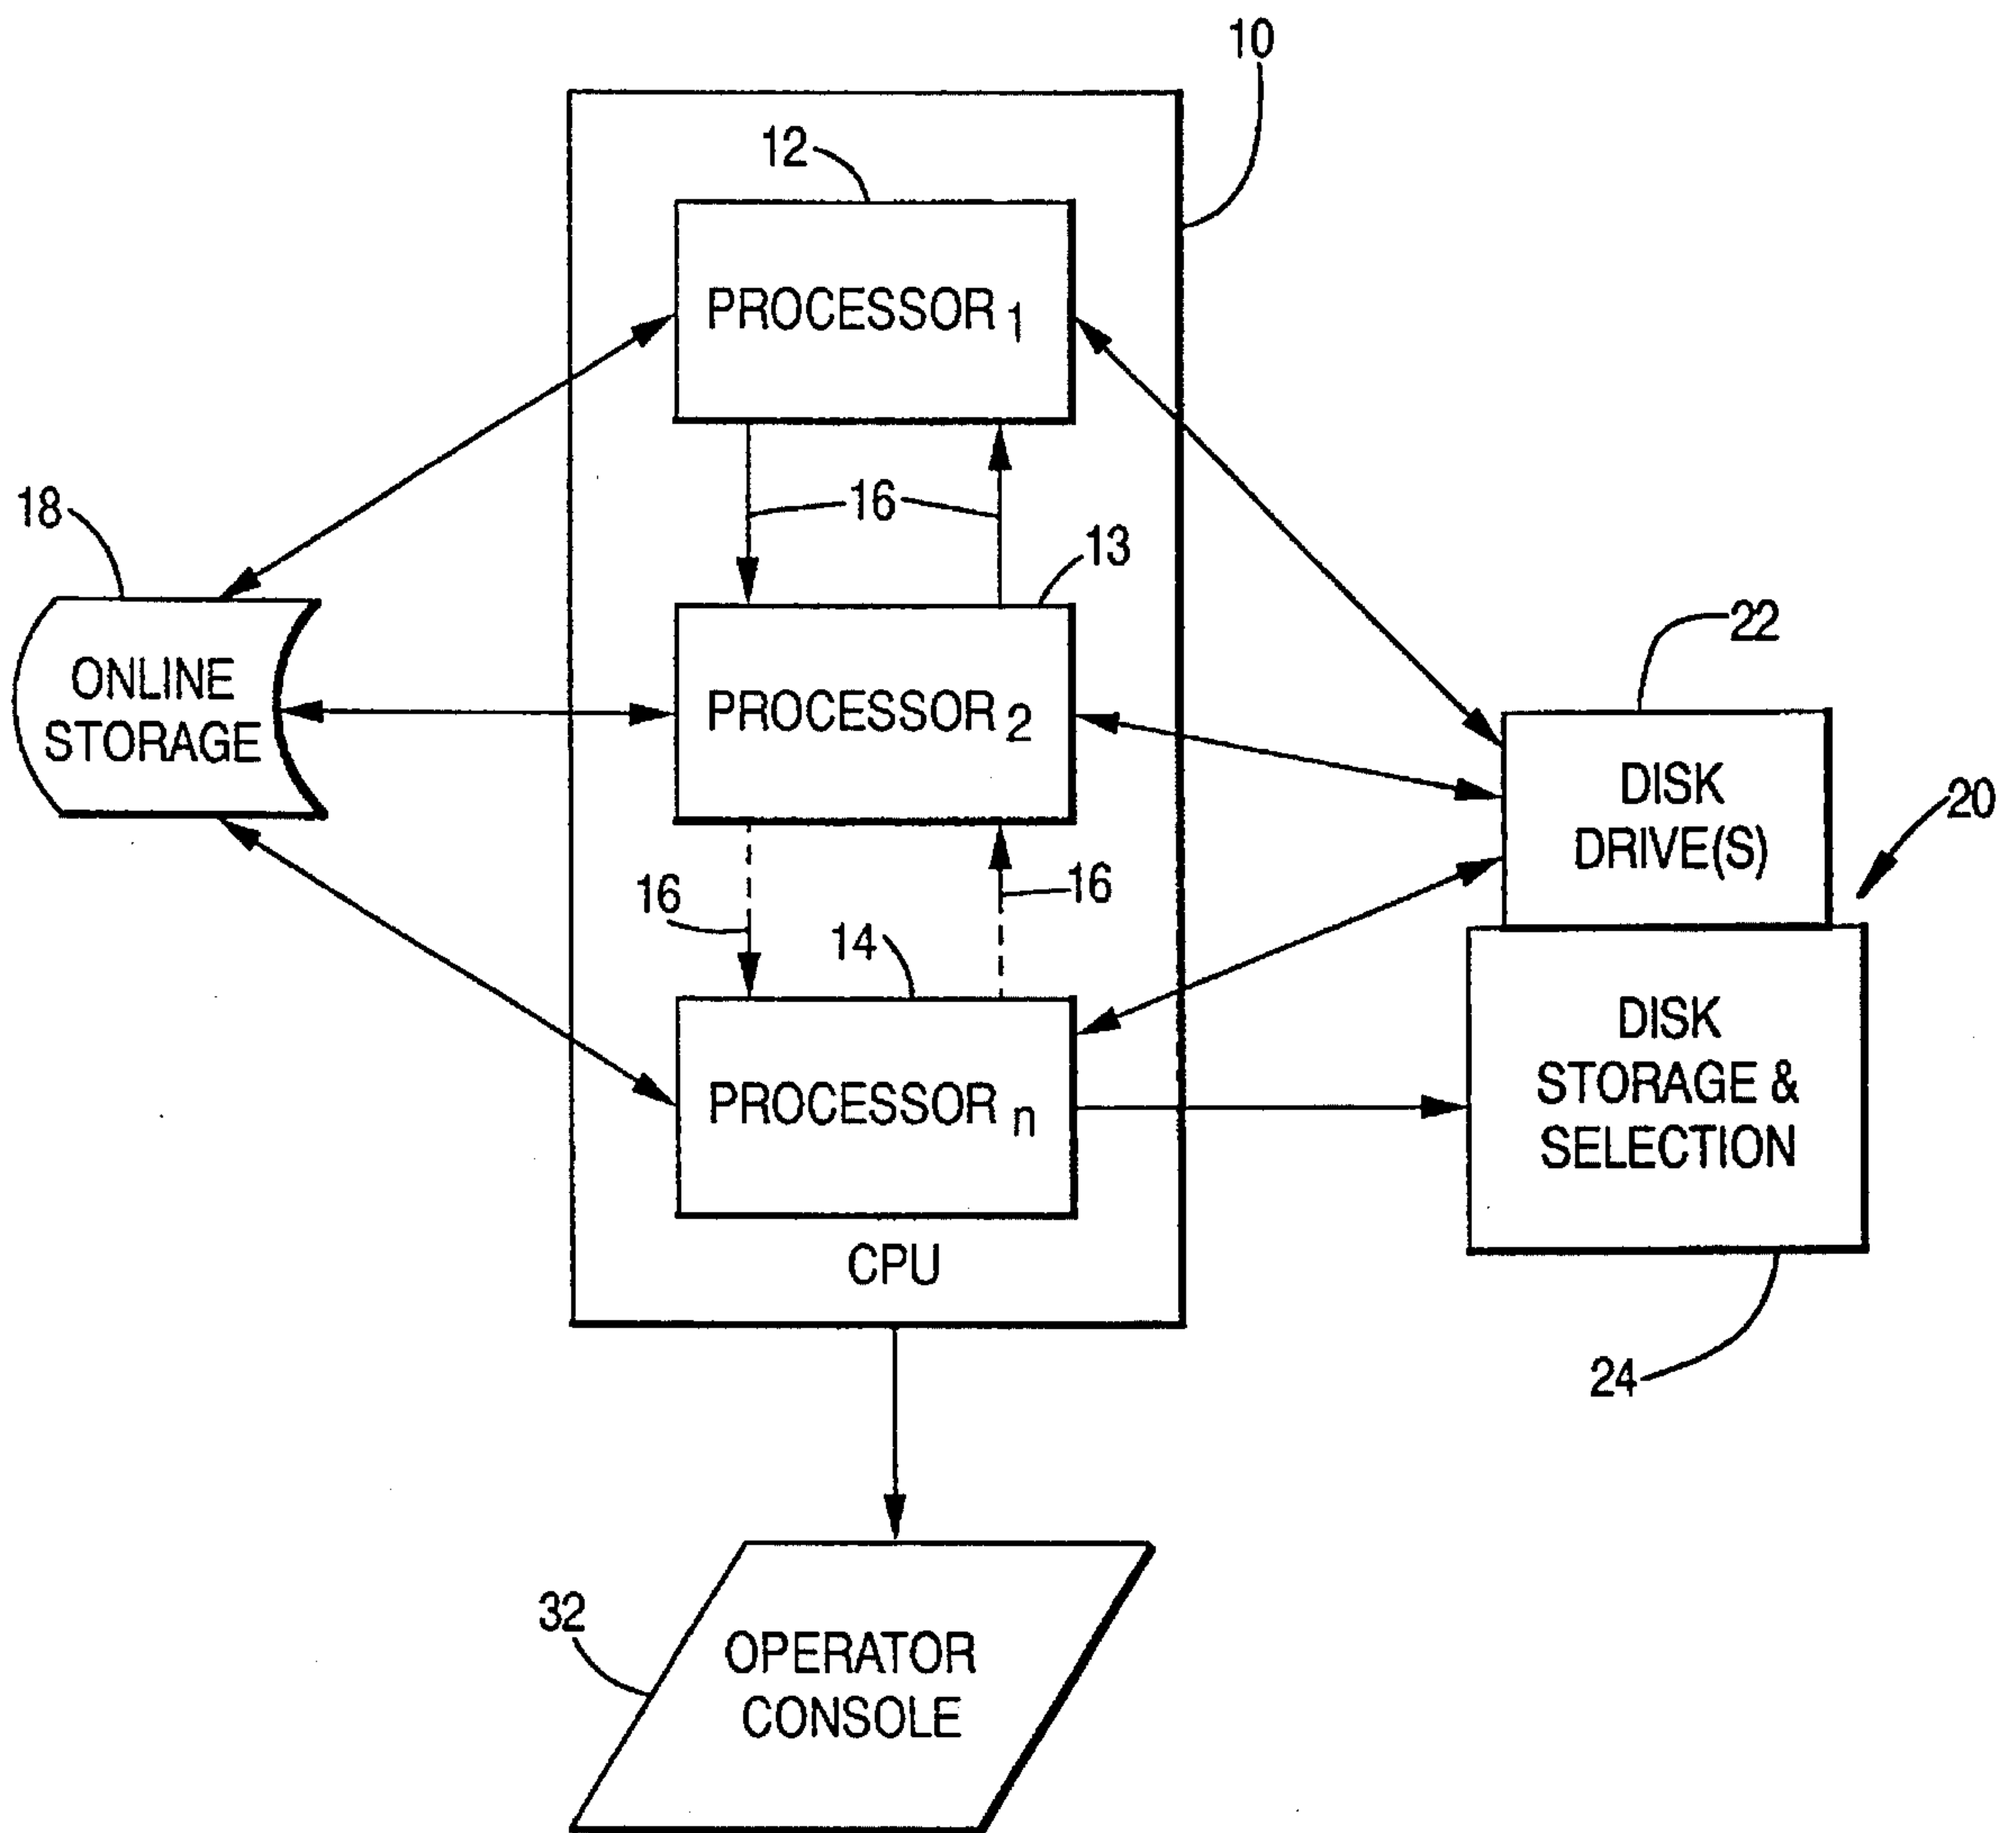 10
12
PROCESSOR 1
16
18
13
ONLINE
STORAGE
PROCESSOR 2
22
DISK
DRIVE(S)
20
16
16
14
PROCESSOR n
DISK
STORAGE &
SELECTION
CPU
24
32
OPERATOR
CONSOLE